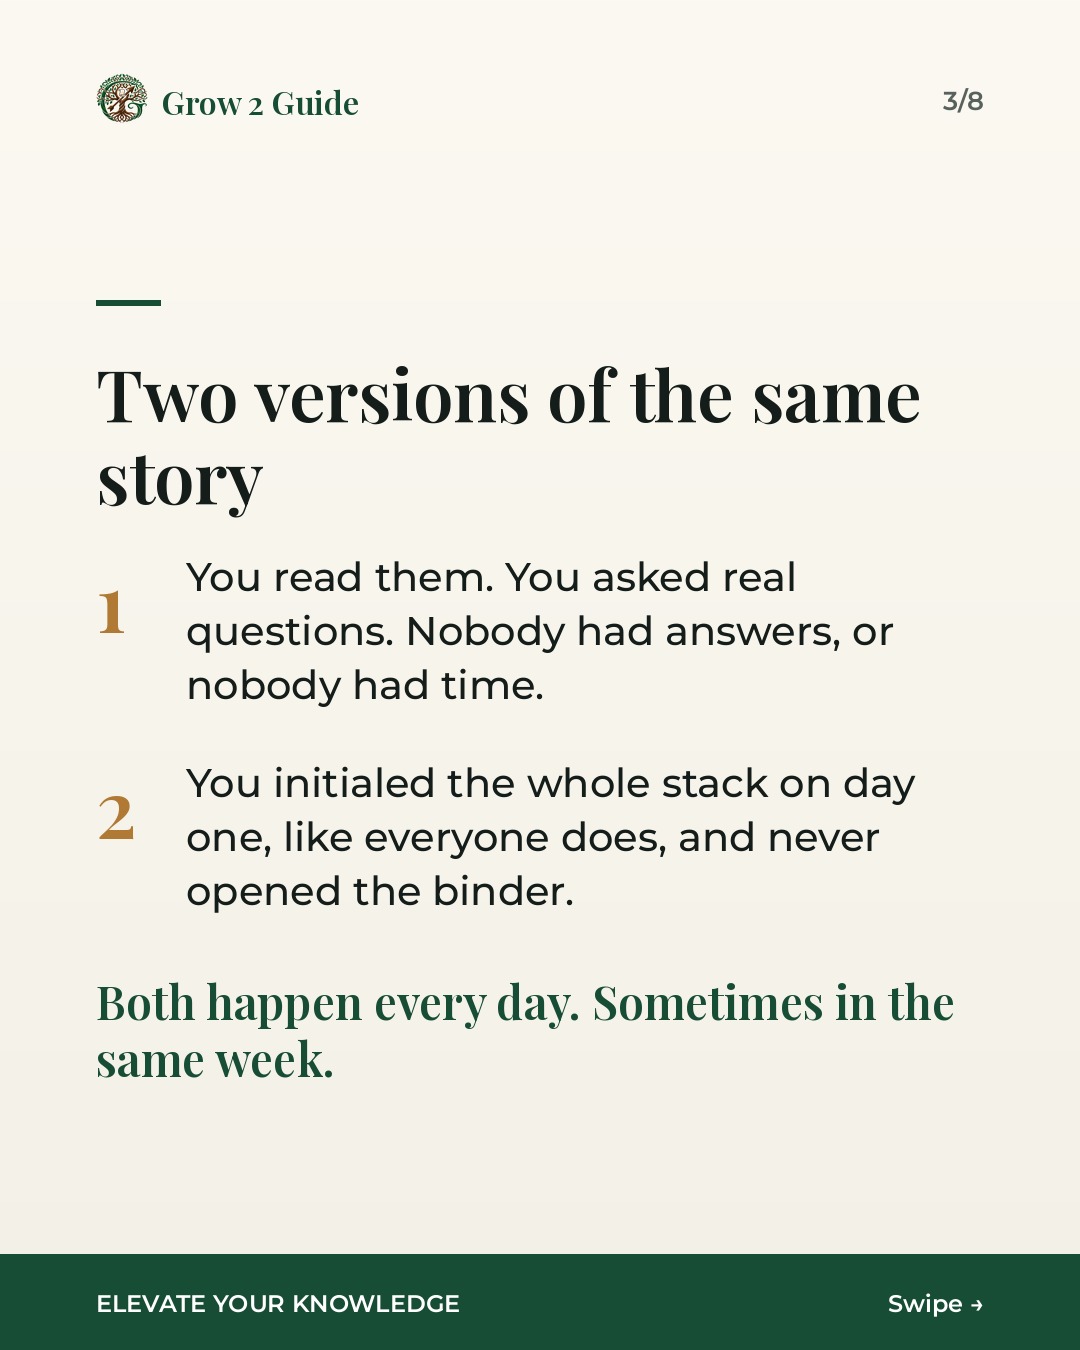 Grow 2 Guide
3/8
Two versions of the same
story
1
You read them. You asked real
questions. Nobody had answers, or
nobody had time.
2
You initialed the whole stack on day
one, like everyone does, and never
opened the binder.
Both happen every day. Sometimes in the
same week.
ELEVATE YOUR KNOWLEDGE
Swipe →